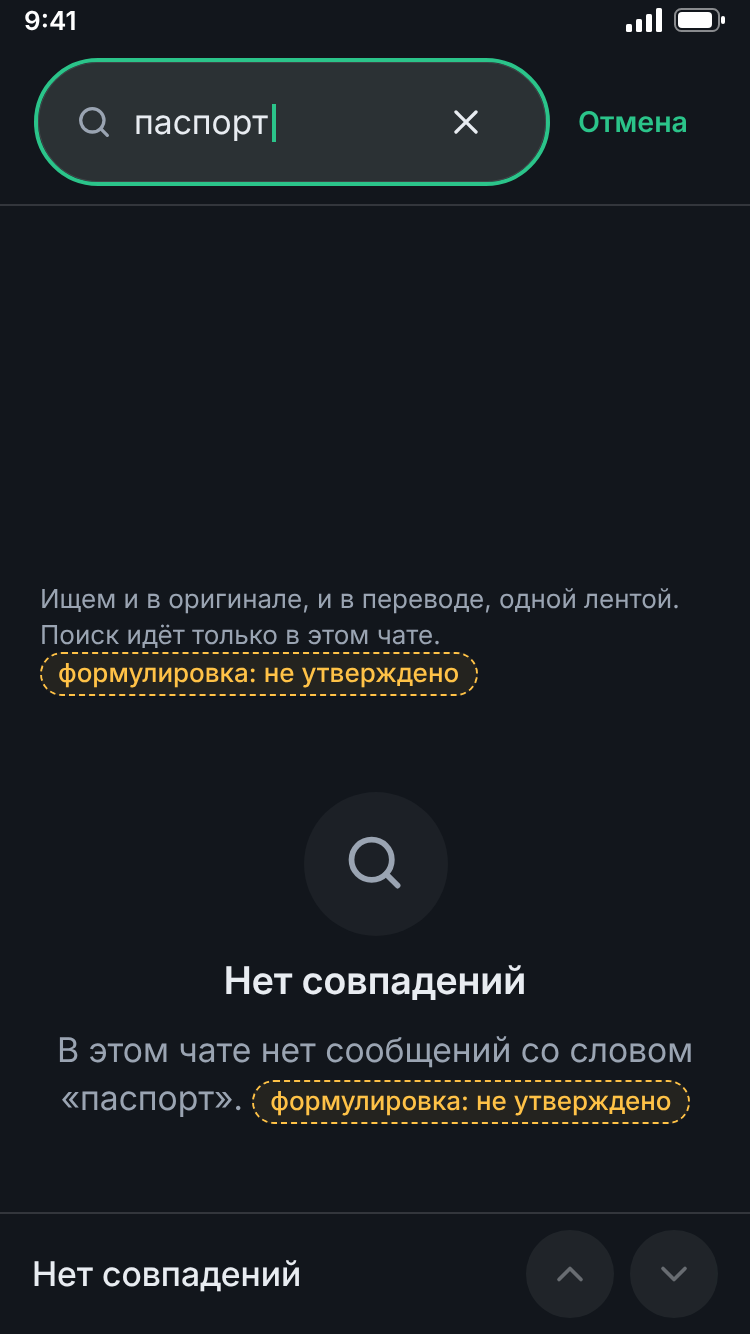 9:41
паспорт
Отмена
Ищем и в оригинале, и в переводе, одной лентой.
Поиск идёт только в этом чате.
формулировка: не утверждено
Нет совпадений
В этом чате нет сообщений со словом
«паспорт». формулировка: не утверждено
Нет совпадений